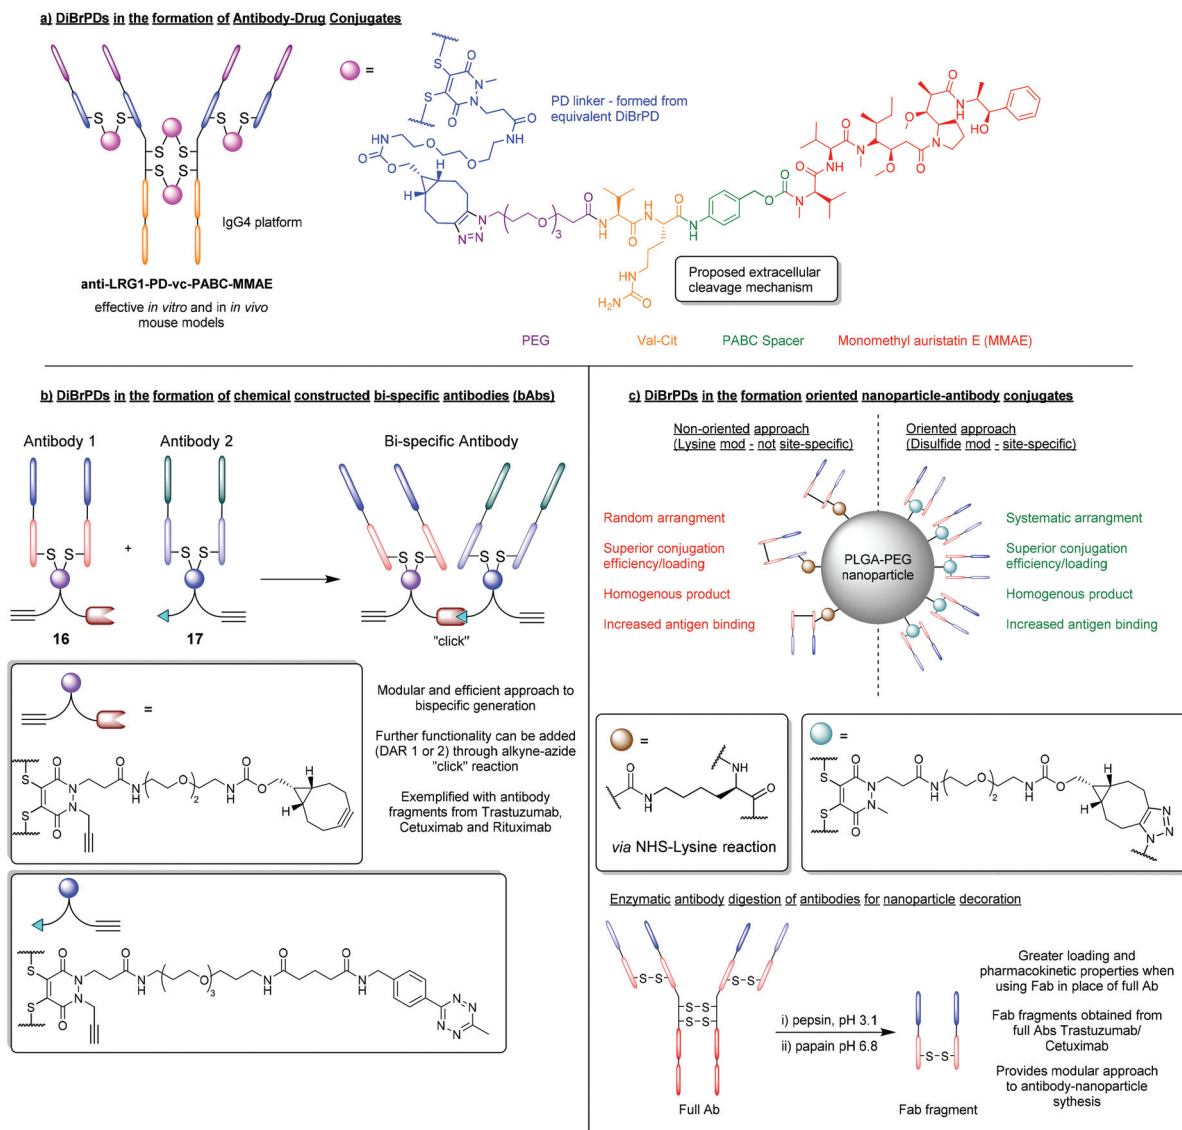 a) DiBrPDs in the formation of Antibody-Drug Conjugates
PD linker - formed from
equivalent DiBrPD
IgG4 platform
anti-LRG1-PD-vc-PABC-MMAE
effective in vitro and in in vivo
mouse models
Proposed extracellular
cleavage mechanism
PEG
Val-Cit
PABC Spacer
Monomethyl auristatin E (MMAE)
b) DiBrPDs in the formation of chemical constructed bi-specific antibodies (bAbs)
Antibody 1
Antibody 2
Bi-specific Antibody
+
16
17
"click"
Modular and efficient approach to
bispecific generation
Further functionality can be added
(DAR 1 or 2) through alkyne-azide
"click" reaction
Exemplified with antibody
fragments from Trastuzumab,
Cetuximab and Rituximab
c) DiBrPDs in the formation oriented nanoparticle-antibody conjugates
Non-oriented approach
(Lysine mod - not site-specific)
Oriented approach
(Disulfide mod - site-specific)
Random arrangment
Superior conjugation
efficiency/loading
Homogenous product
Increased antigen binding
PLGA-PEG
nanoparticle
Systematic arrangment
Superior conjugation
efficiency/loading
Homogenous product
Increased antigen binding
via NHS-Lysine reaction
Enzymatic antibody digestion of antibodies for nanoparticle decoration
i) pepsin, pH 3.1
ii) papain pH 6.8
Full Ab
Fab fragment
Greater loading and
pharmacokinetic properties when
using Fab in place of full Ab
Fab fragments obtained from
full Abs Trastuzumab/
Cetuximab
Provides modular approach
to antibody-nanoparticle
sythesis